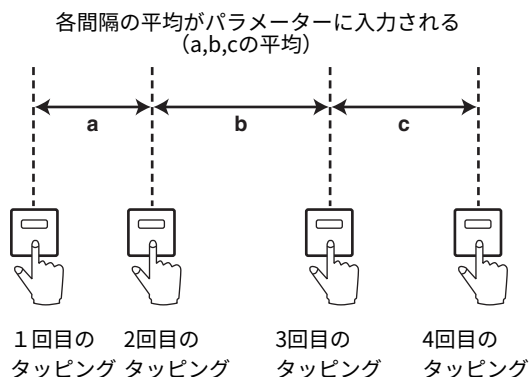 各間隔の平均がパラメーターに入力される
（a,b,cの平均）
a b c
１回目の 2回目の 3回目の 4回目の
タッピング タッピング タッピング タッピング